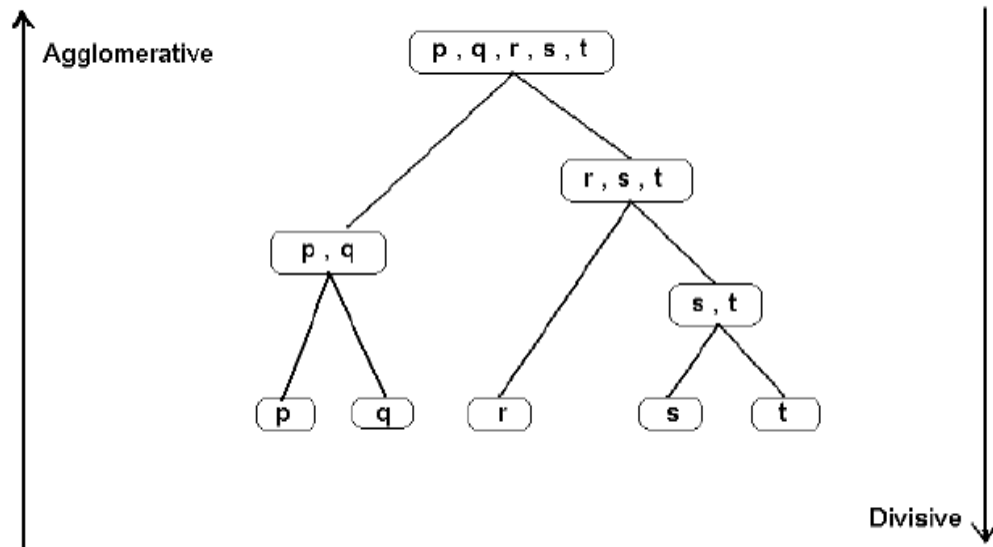 Agglomerative
p , q , r , s , t
r , s , t
p , q
s , t
p
q
r
s
t
Divisive